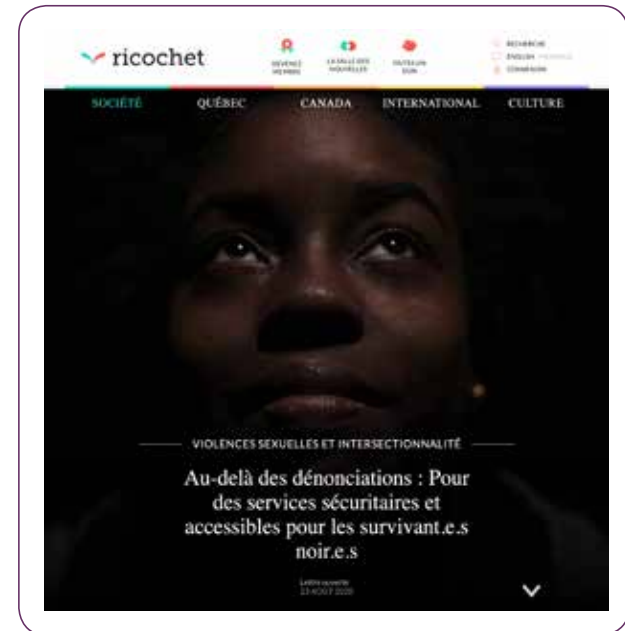 ricochet
DEVENEZ
MEMBRE
LA SALLE DES
NOUVELLES
FAITES UN
DON
RECHERCHE
ENGLISH
CONNEXION
SOCIÉTÉ
QUÉBEC
CANADA
INTERNATIONAL
CULTURE
VIOLENCES SEXUELLES ET INTERSECTIONNALITÉ
Au-delà des dénonciations : Pour
des services sécuritaires et
accessibles pour les survivant.e.s
noir.e.s
Lettre ouverte
AOÛT 2020